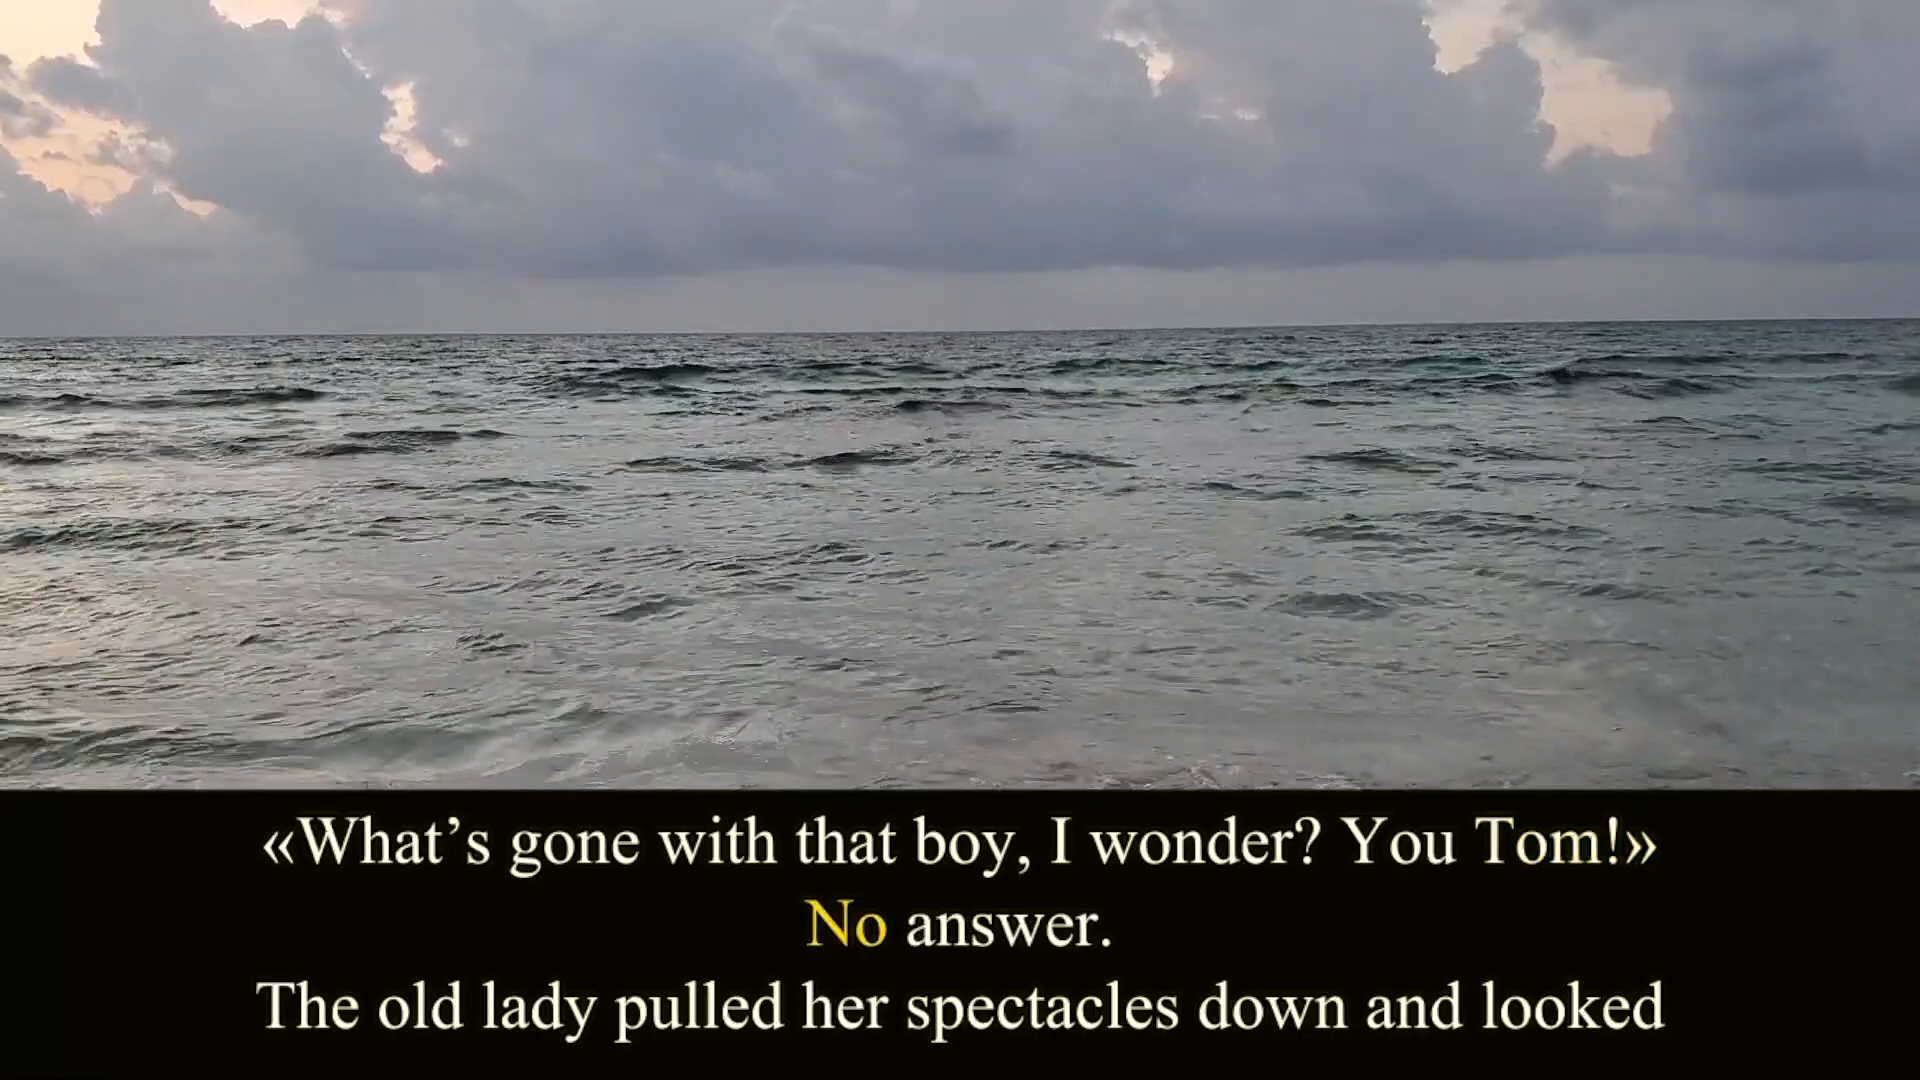 «What’s gone with that boy, I wonder? You Tom!»
No answer.
The old lady pulled her spectacles down and looked